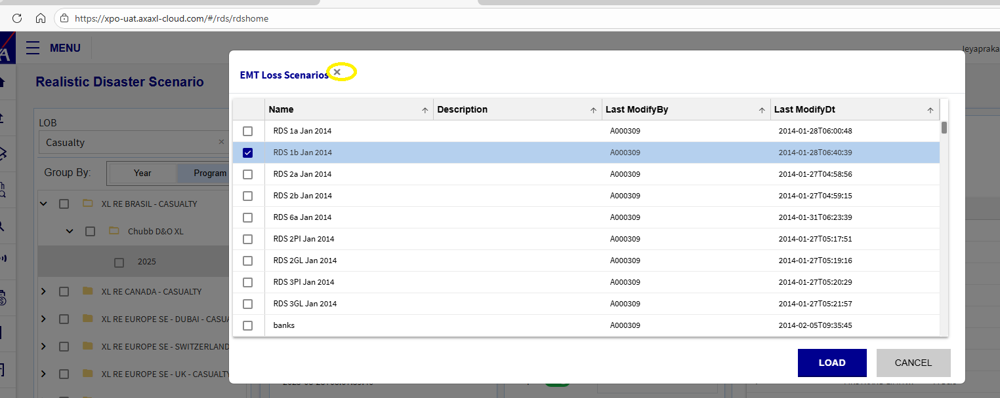 https://xpo-uat.axaxl-cloud.com/#/rds/rdshome
MENU
Jeyapraka
Realistic Disaster Scenario
EMT Loss Scenarios
LOB
Casualty
Group By: Year Program
XL RE BRASIL - CASUALTY
Chubb D&O XL
2025
XL RE CANADA - CASUALTY
XL RE EUROPE SE - DUBAI - CASUA
XL RE EUROPE SE - SWITZERLAND
XL RE EUROPE SE - UK - CASUALTY
Name Description Last ModifyBy Last ModifyDt
RDS 1a Jan 2014 A000309 2014-01-28T06:00:48
RDS 1b Jan 2014 A000309 2014-01-28T06:40:39
RDS 2a Jan 2014 A000309 2014-01-27T04:58:56
RDS 2b Jan 2014 A000309 2014-01-27T04:59:15
RDS 6a Jan 2014 A000309 2014-01-31T06:23:39
RDS 2PI Jan 2014 A000309 2014-01-27T05:17:51
RDS 2GL Jan 2014 A000309 2014-01-27T05:19:16
RDS 3PI Jan 2014 A000309 2014-01-27T05:20:29
RDS 3GL Jan 2014 A000309 2014-01-27T05:21:57
banks A000309 2014-02-05T09:35:45
LOAD CANCEL